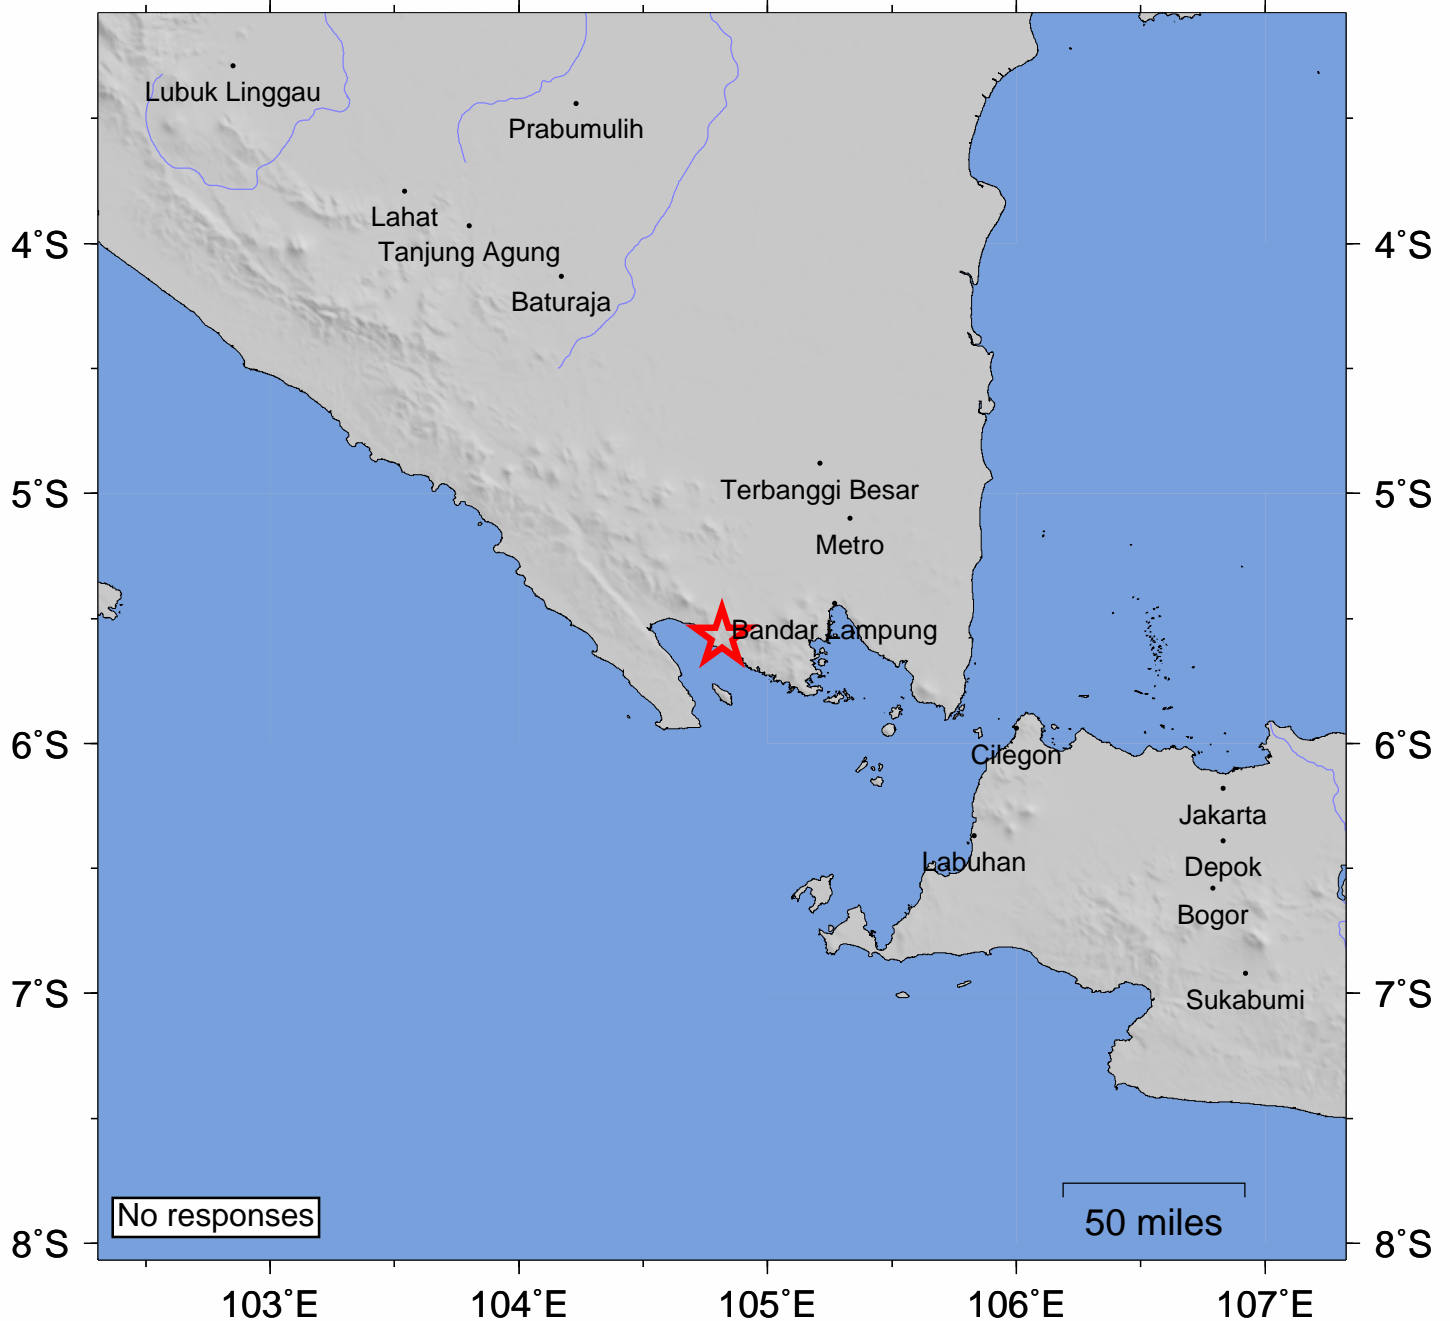 Lubuk Linggau
Prabumulih
Lahat
Tanjung Agung
4°S
4°S
Baturaja
5°S
Terbanggi Besar
5°S
Metro
Bandar Lampung
6°S
Cilegon
6°S
Jakarta
Labuhan
Depok
Bogor
7°S
Sukabumi
7°S
No responses
50 miles
8°S
8°S
103°E
104°E
105°E
106°E
107°E